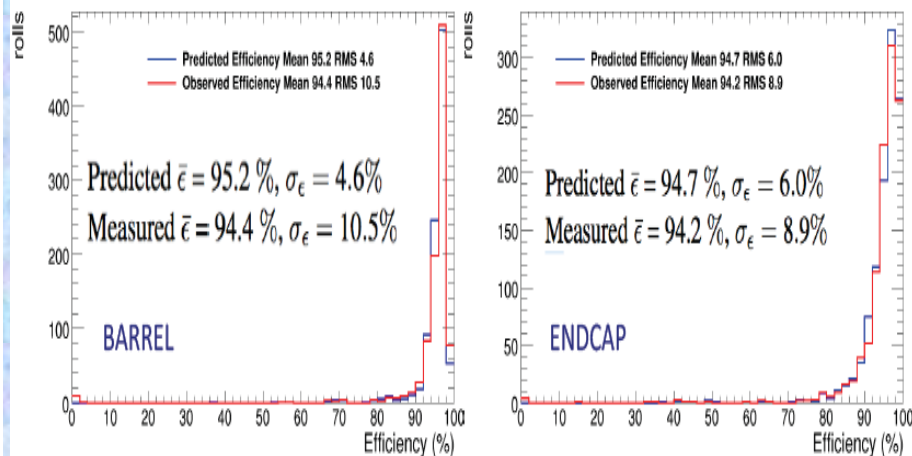 rolls
500
400
300
200
100
0
0 10 20 30 40 50 60 70 80 90 100
Efficiency (%)
Predicted Efficiency Mean 95.2 RMS 4.6
Observed Efficiency Mean 94.4 RMS 10.5
Predicted ε̄ = 95.2 %, σϵ = 4.6%
Measured ε̄ = 94.4 %, σϵ = 10.5%
BARREL
rolls
300
250
200
150
100
50
0
0 10 20 30 40 50 60 70 80 90 100
Efficiency (%)
Predicted Efficiency Mean 94.7 RMS 6.0
Observed Efficiency Mean 94.2 RMS 8.9
Predicted ε̄ = 94.7 %, σϵ = 6.0%
Measured ε̄ = 94.2 %, σϵ = 8.9%
ENDCAP